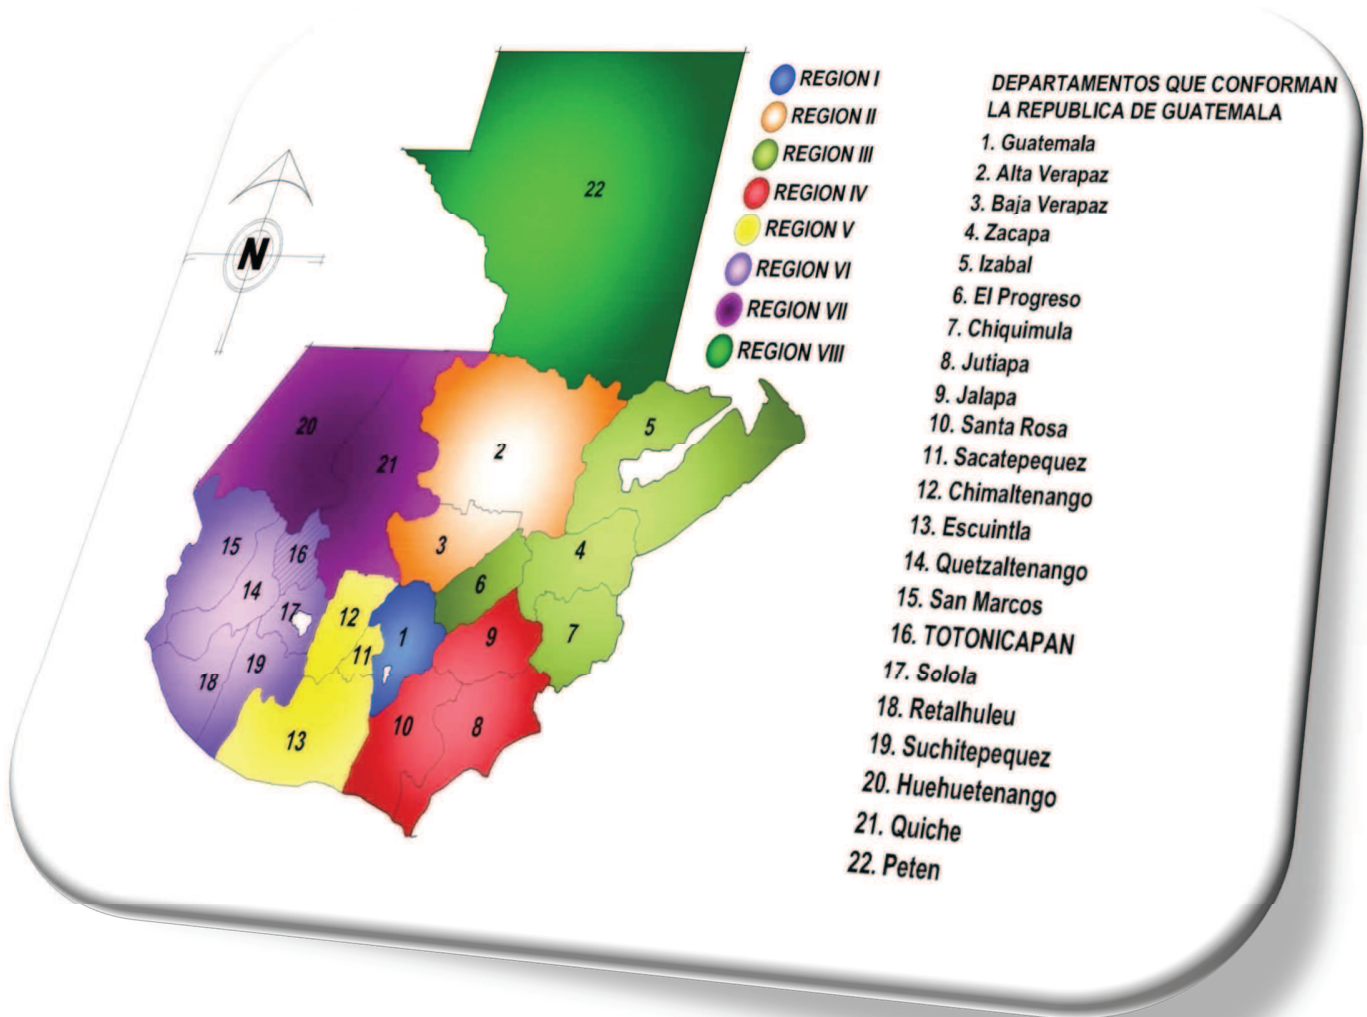 22
20
21
2
5
15
16
3
4
14
6
17
12
1
9
7
11
19
18
10
8
13
N
REGION I
REGION II
REGION III
REGION IV
REGION V
REGION VI
REGION VII
REGION VIII
DEPARTAMENTOS QUE CONFORMAN
LA REPUBLICA DE GUATEMALA
1. Guatemala
2. Alta Verapaz
3. Baja Verapaz
4. Zacapa
5. Izabal
6. El Progreso
7. Chiquimula
8. Jutiapa
9. Jalapa
10. Santa Rosa
11. Sacatepequez
12. Chimaltenango
13. Escuintla
14. Quetzaltenango
15. San Marcos
16. TOTONICAPAN
17. Solola
18. Retalhuleu
19. Suchitepequez
20. Huehuetenango
21. Quiche
22. Peten